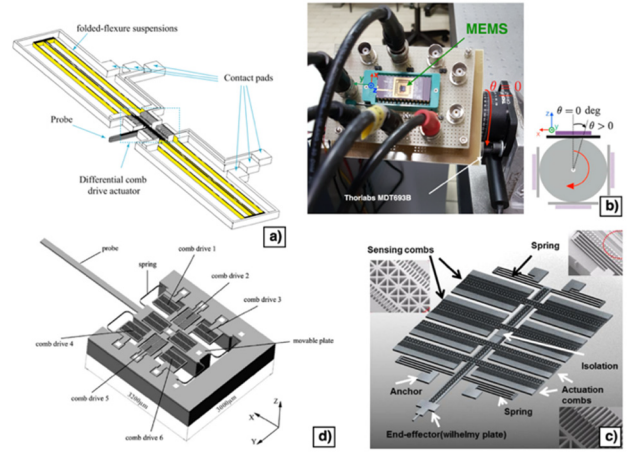 folded-flexure suspensions
Contact pads
Probe
Differential comb
drive actuator
a)
MEMS
y
z
θ = 0
Thorlabs MDT693B
θ = 0 deg
θ > 0
z
x
y
b)
probe
spring
comb drive 1
comb drive 2
comb drive 3
movable plate
comb drive 4
comb drive 5
comb drive 6
3200μm
Z
X
Y
d)
Sensing combs
Spring
Isolation
Actuation
combs
Anchor
Spring
End-effector(wilhelmy plate)
c)